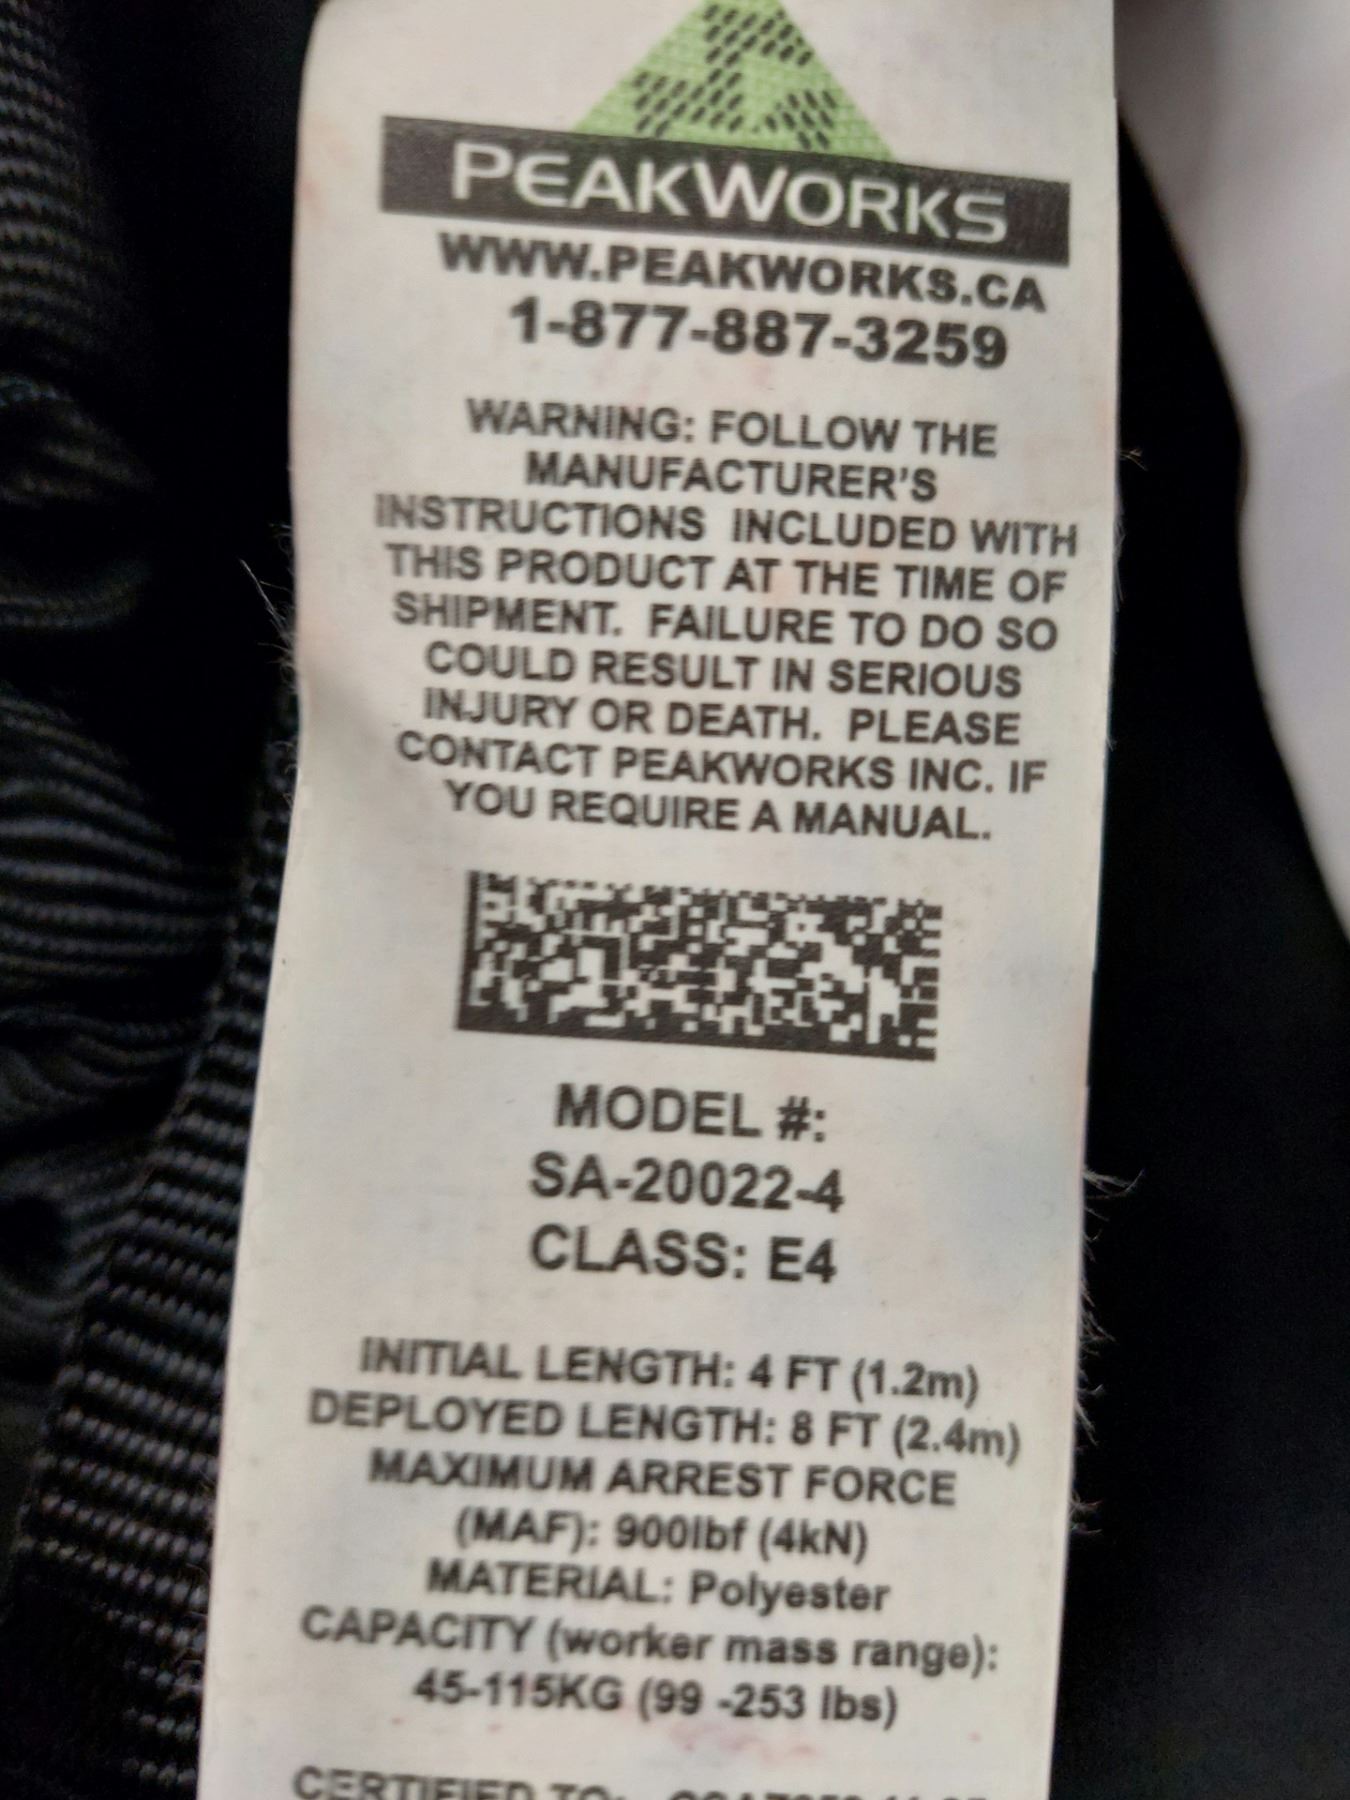 PEAKWORKS
WWW.PEAKWORKS.CA
1-877-887-3259
WARNING: FOLLOW THE
MANUFACTURER'S
INSTRUCTIONS INCLUDED WITH
THIS PRODUCT AT THE TIME OF
SHIPMENT. FAILURE TO DO SO
COULD RESULT IN SERIOUS
INJURY OR DEATH. PLEASE
CONTACT PEAKWORKS INC. IF
YOU REQUIRE A MANUAL.
MODEL #:
SA-20022-4
CLASS: E4
INITIAL LENGTH: 4 FT (1.2m)
DEPLOYED LENGTH: 8 FT (2.4m)
MAXIMUM ARREST FORCE
(MAF): 900lbf (4kN)
MATERIAL: Polyester
CAPACITY (worker mass range):
45-115KG (99 -253 lbs)
CERTIFIED TO: